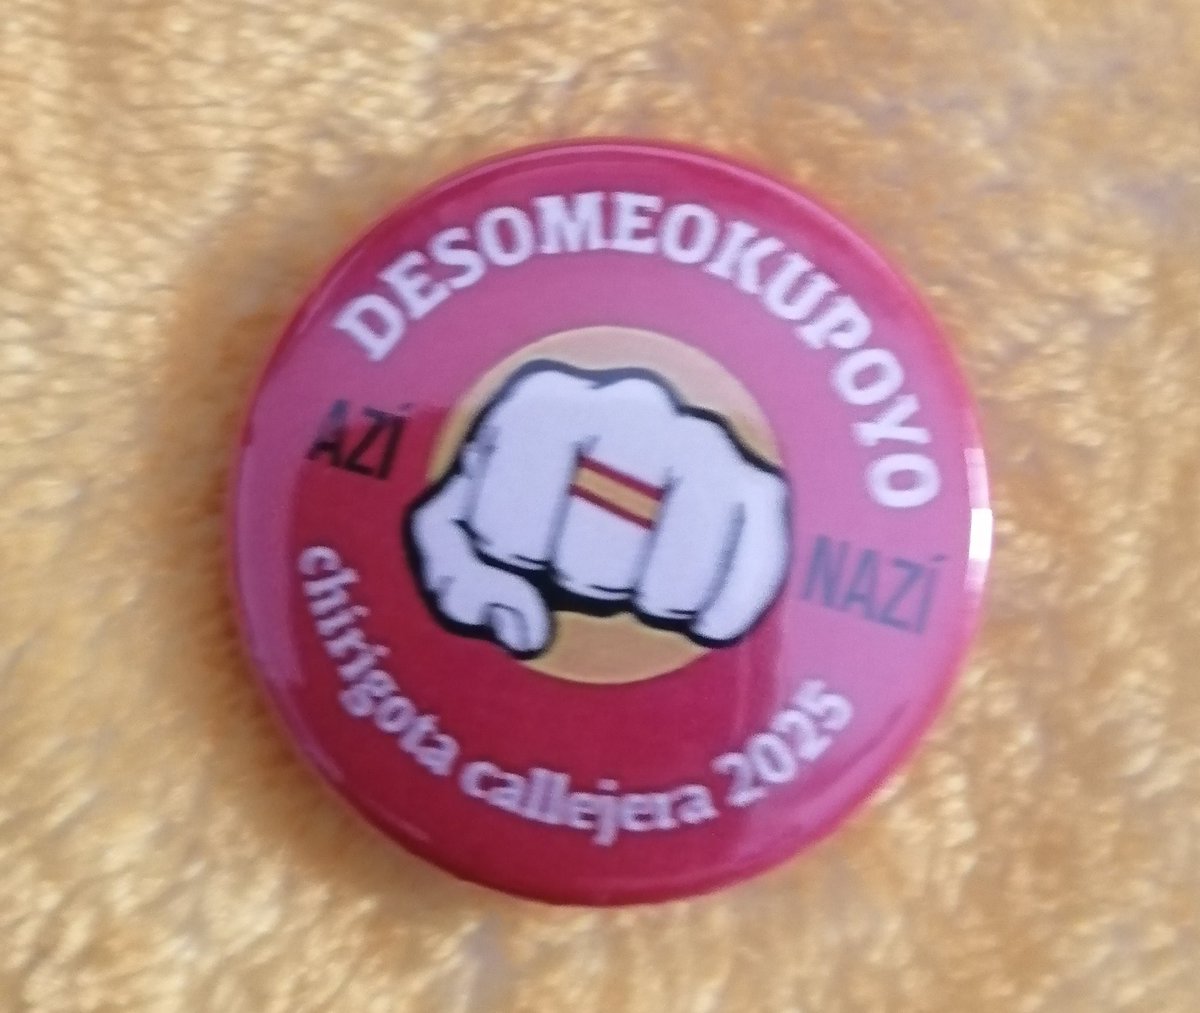 DESOMEOKUPOYO
AZÍ
NAZÍ
chirigota callejera 2025